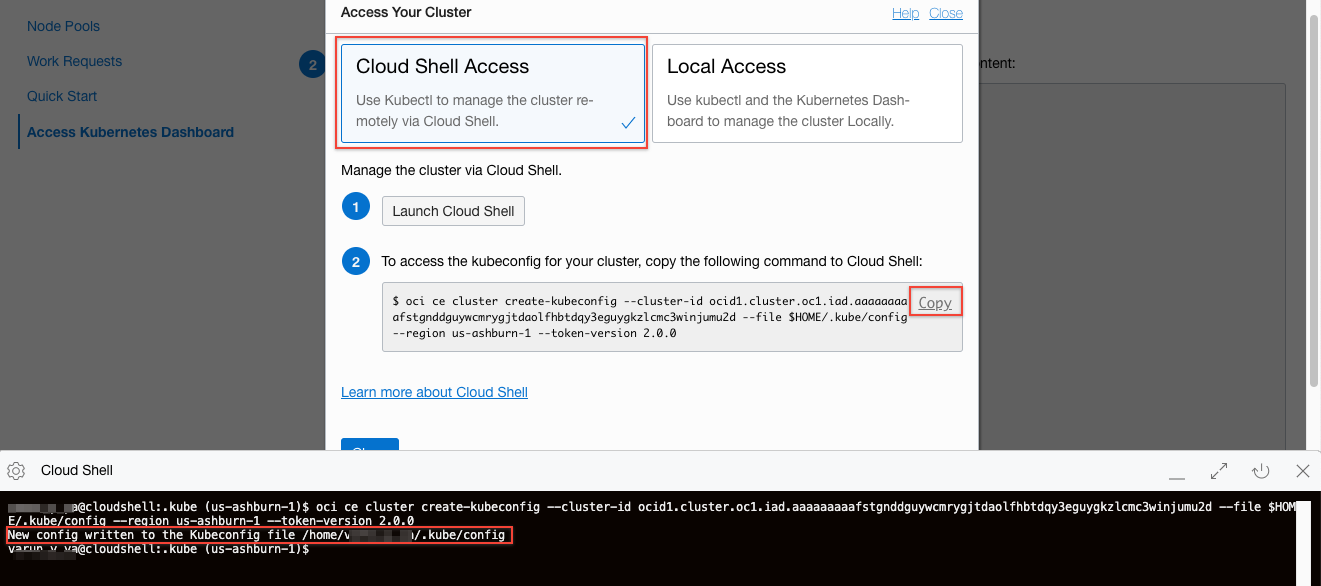 Access Your Cluster
Help Close
Node Pools
Work Requests
Quick Start
Access Kubernetes Dashboard
2
ntent:
Cloud Shell Access
Use Kubectl to manage the cluster re-
motely via Cloud Shell.
Local Access
Use kubectl and the Kubernetes Dash-
board to manage the cluster Locally.
Manage the cluster via Cloud Shell.
1 Launch Cloud Shell
2 To access the kubeconfig for your cluster, copy the following command to Cloud Shell:
$ oci ce cluster create-kubeconfig --cluster-id ocid1.cluster.oc1.iad.aaaaaaaa
afstgnddguywcmrygjtdaolfhbtdqy3eguygkzlcmc3winjumu2d --file $HOME/.kube/config
--region us-ashburn-1 --token-version 2.0.0
Copy
Learn more about Cloud Shell
Cloud Shell
@cloudshell:.kube (us-ashburn-1)$ oci ce cluster create-kubeconfig --cluster-id ocid1.cluster.oc1.iad.aaaaaaaaafstgnddguywcmrygjtdaolfhbtdqy3eguygkzlcmc3winjumu2d --file $HOM
E/.kube/config --region us-ashburn-1 --token-version 2.0.0
New config written to the Kubeconfig file /home/v /.kube/config
@cloudshell:.kube (us-ashburn-1)$